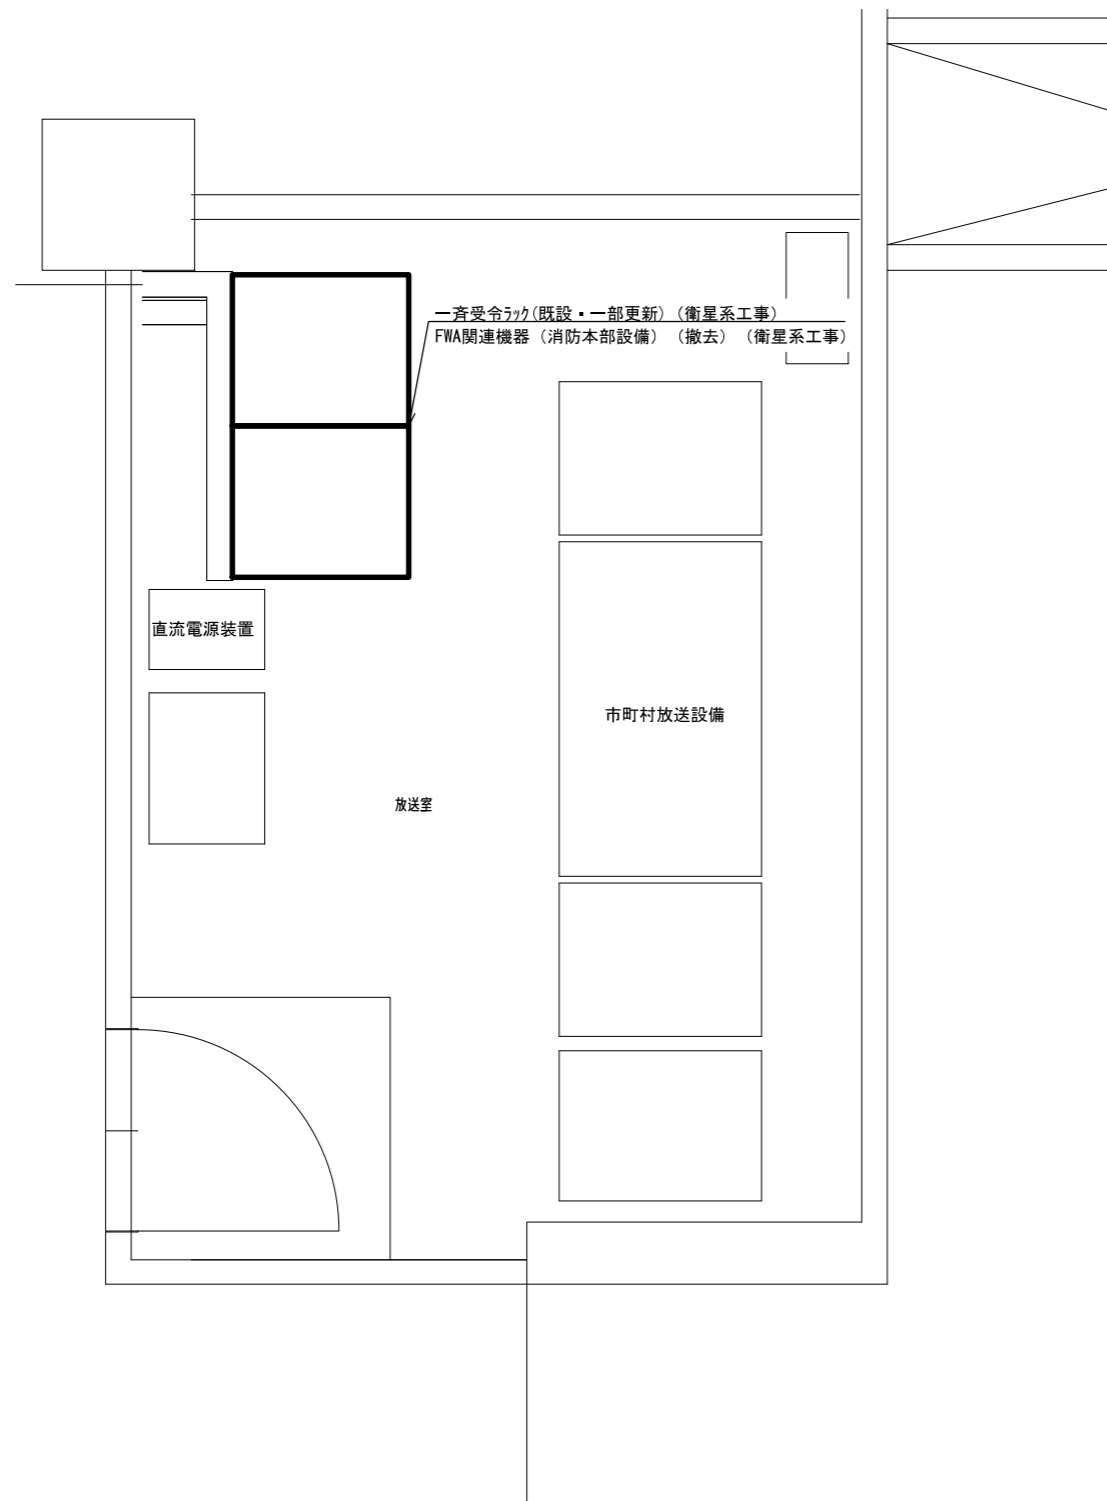 一斉受令ﾗｯｸ(既設・一部更新)（衛星系工事）
FWA関連機器（消防本部設備）（撤去）（衛星系工事）
直流電源装置
市町村放送設備
放送室